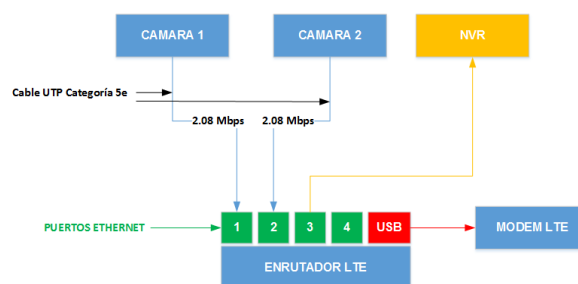 CAMARA 1
CAMARA 2
NVR
Cable UTP Categoría 5e
2.08 Mbps
2.08 Mbps
PUERTOS ETHERNET
1
2
3
4
USB
MODEM LTE
ENRUTADOR LTE